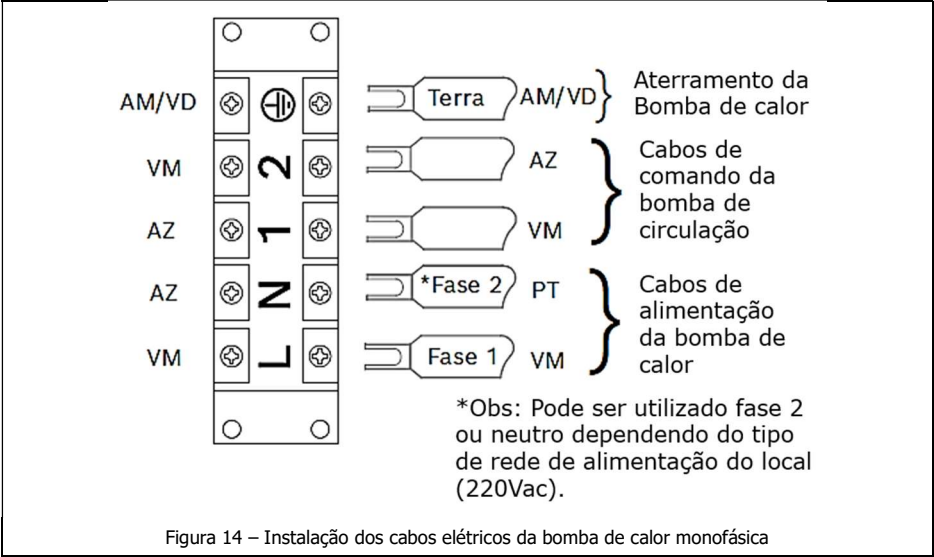 AM/VD
Terra
AM/VD
Aterramento da
Bomba de calor
VM
2
AZ
Cabos de
comando da
bomba de
circulação
AZ
1
VM
AZ
N
*Fase 2
PT
Cabos de
alimentação
da bomba de
calor
VM
L
Fase 1
VM
*Obs: Pode ser utilizado fase 2
ou neutro dependendo do tipo
de rede de alimentação do local
(220Vac).
Figura 14 – Instalação dos cabos elétricos da bomba de calor monofásica